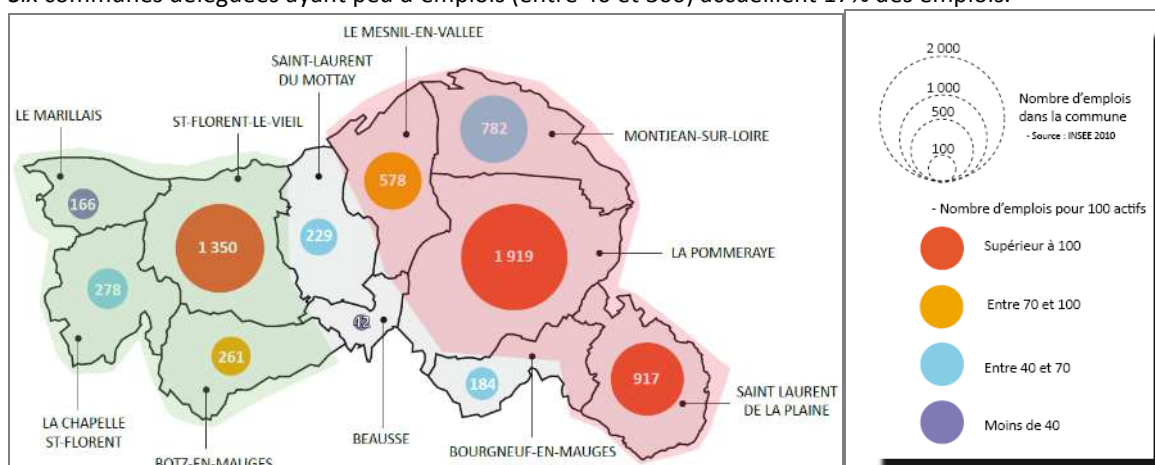 Six communes déléguées ayant peu d'emplois (entre 40 et 300) accueillent 17% des emplois.
LE MESNIL-EN-VALLEE
SAINT-LAURENT
DU MOTTAY
LE MARILLAIS
ST-FLORENT-LE-VIEIL
MONTJEAN-SUR-LOIRE
782
578
166
229
1 350
1 919
LA POMMERAYE
278
42
261
184
917
SAINT LAURENT
DE LA PLAINE
LA CHAPELLE
ST-FLORENT
BEAUSSE
BOURGNEUF-EN-MAUGES
BOTZ-EN-MAUGES
2 000
1 000
500
100
Nombre d'emplois
dans la commune
- Source : INSEE 2010
- Nombre d'emplois pour 100 actifs
Supérieur à 100
Entre 70 et 100
Entre 40 et 70
Moins de 40